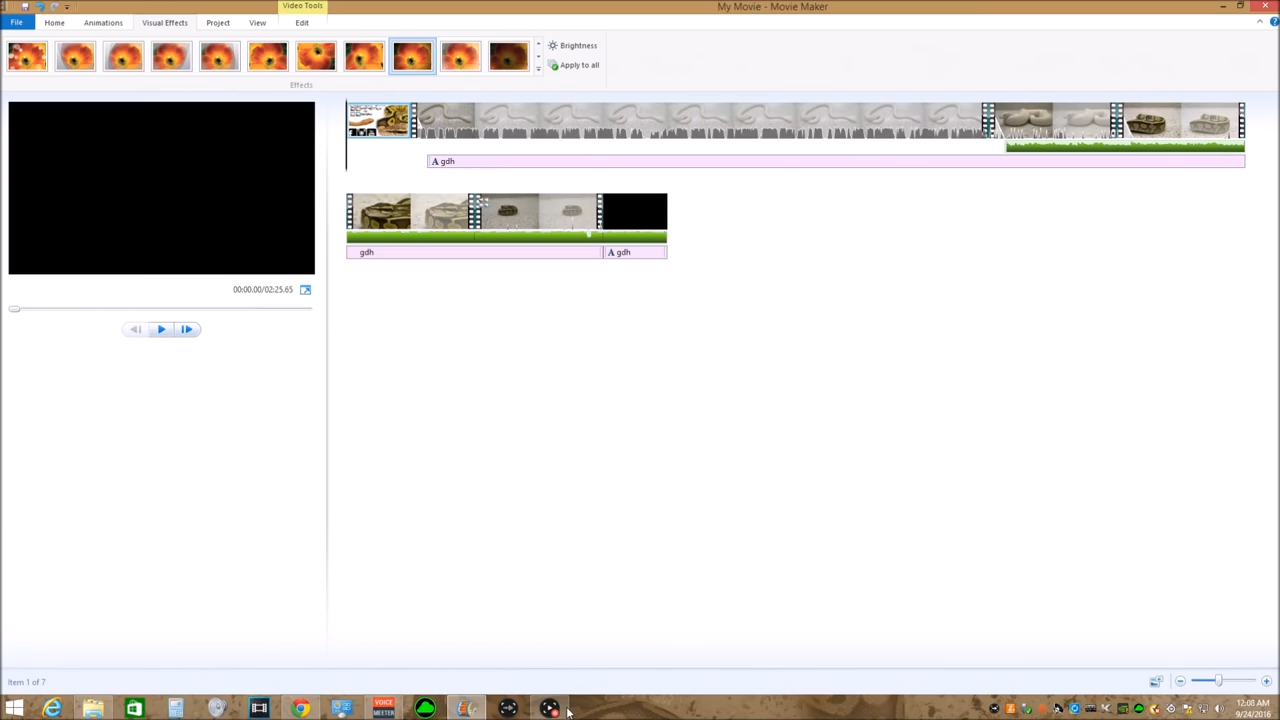 Video Tools
My Movie - Movie Maker
File Home Animations Visual Effects Project View Edit
Brightness
Apply to all
Effects
A gdh
00:00.00/02:25.65
gdh A gdh
Item 1 of 7
VOICE
MEETER
12:08 AM
9/24/2016